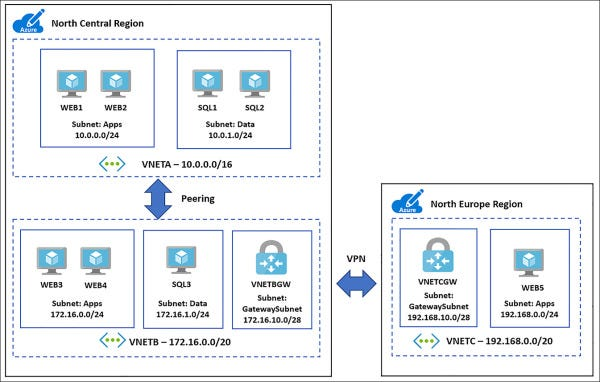 Azure
North Central Region
WEB1 WEB2
Subnet: Apps
10.0.0.0/24
SQL1 SQL2
Subnet: Data
10.0.1.0/24
VNETA – 10.0.0.0/16
Peering
WEB3 WEB4
Subnet: Apps
172.16.0.0/24
SQL3
Subnet: Data
172.16.1.0/24
VNETBGW
Subnet:
GatewaySubnet
172.16.10.0/28
VNETB – 172.16.0.0/20
VPN
Azure
North Europe Region
VNETCGW
Subnet:
GatewaySubnet
192.168.10.0/28
WEB5
Subnet: Apps
192.168.0.0/24
VNETC – 192.168.0.0/20